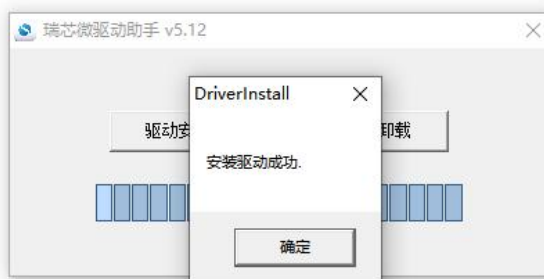 瑞芯微驱动助手 v5.12
DriverInstall
驱动安
卸载
安装驱动成功.
确定